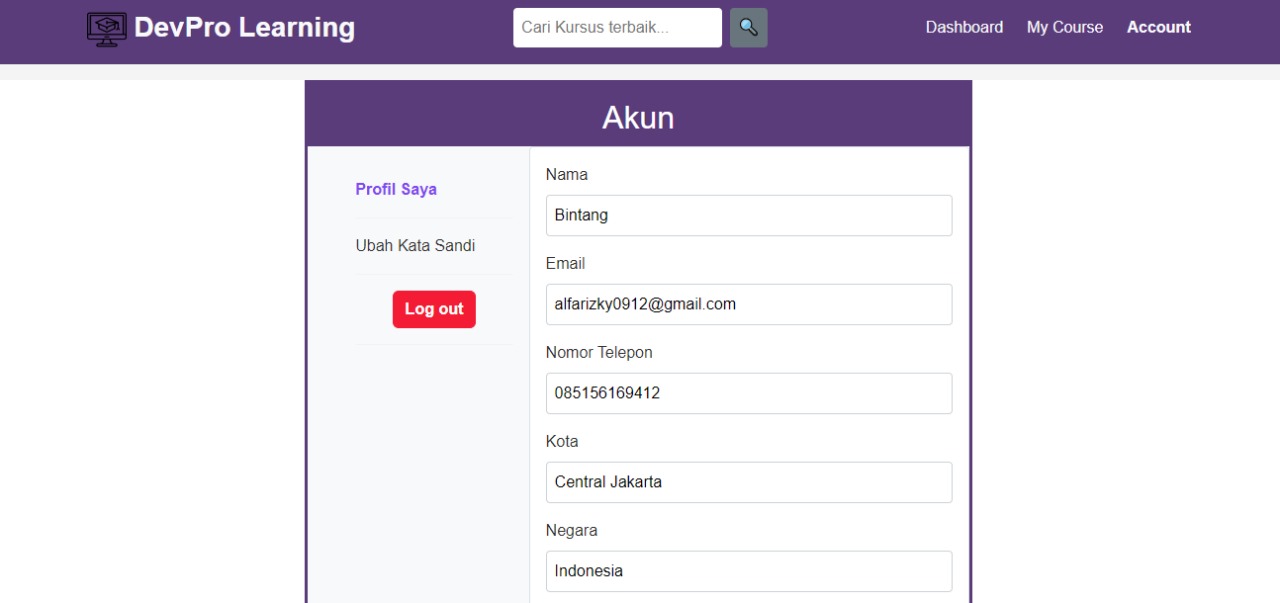 DevPro Learning
Cari Kursus terbaik...
Dashboard
My Course
Account
Akun
Profil Saya
Ubah Kata Sandi
Log out
Nama
Bintang
Email
alfarizky0912@gmail.com
Nomor Telepon
085156169412
Kota
Central Jakarta
Negara
Indonesia